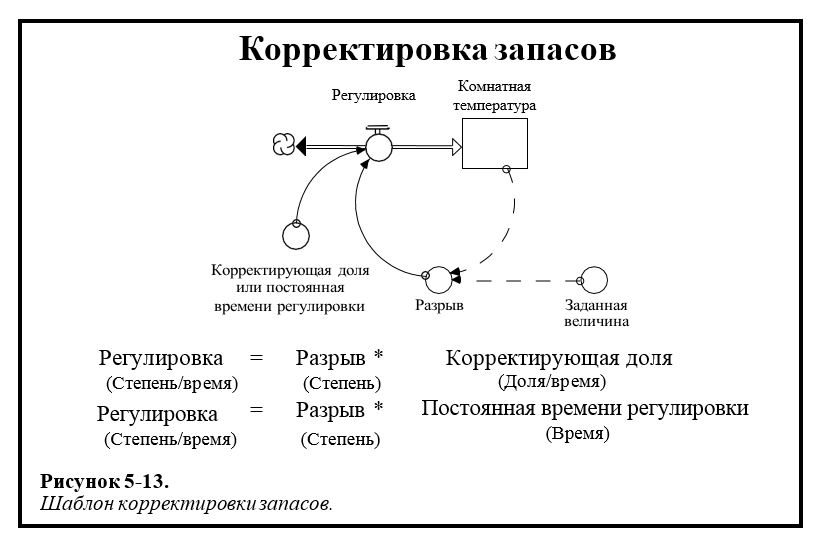 Корректировка запасов
Регулировка
Комнатная
температура
Корректирующая доля
или постоянная
времени регулировки
Разрыв
Заданная
величина
Регулировка = Разрыв * Корректирующая доля
(Степень/время) (Степень) (Доля/время)
Регулировка = Разрыв * Постоянная времени регулировки
(Степень/время) (Степень) (Время)
Рисунок 5-13.
Шаблон корректировки запасов.